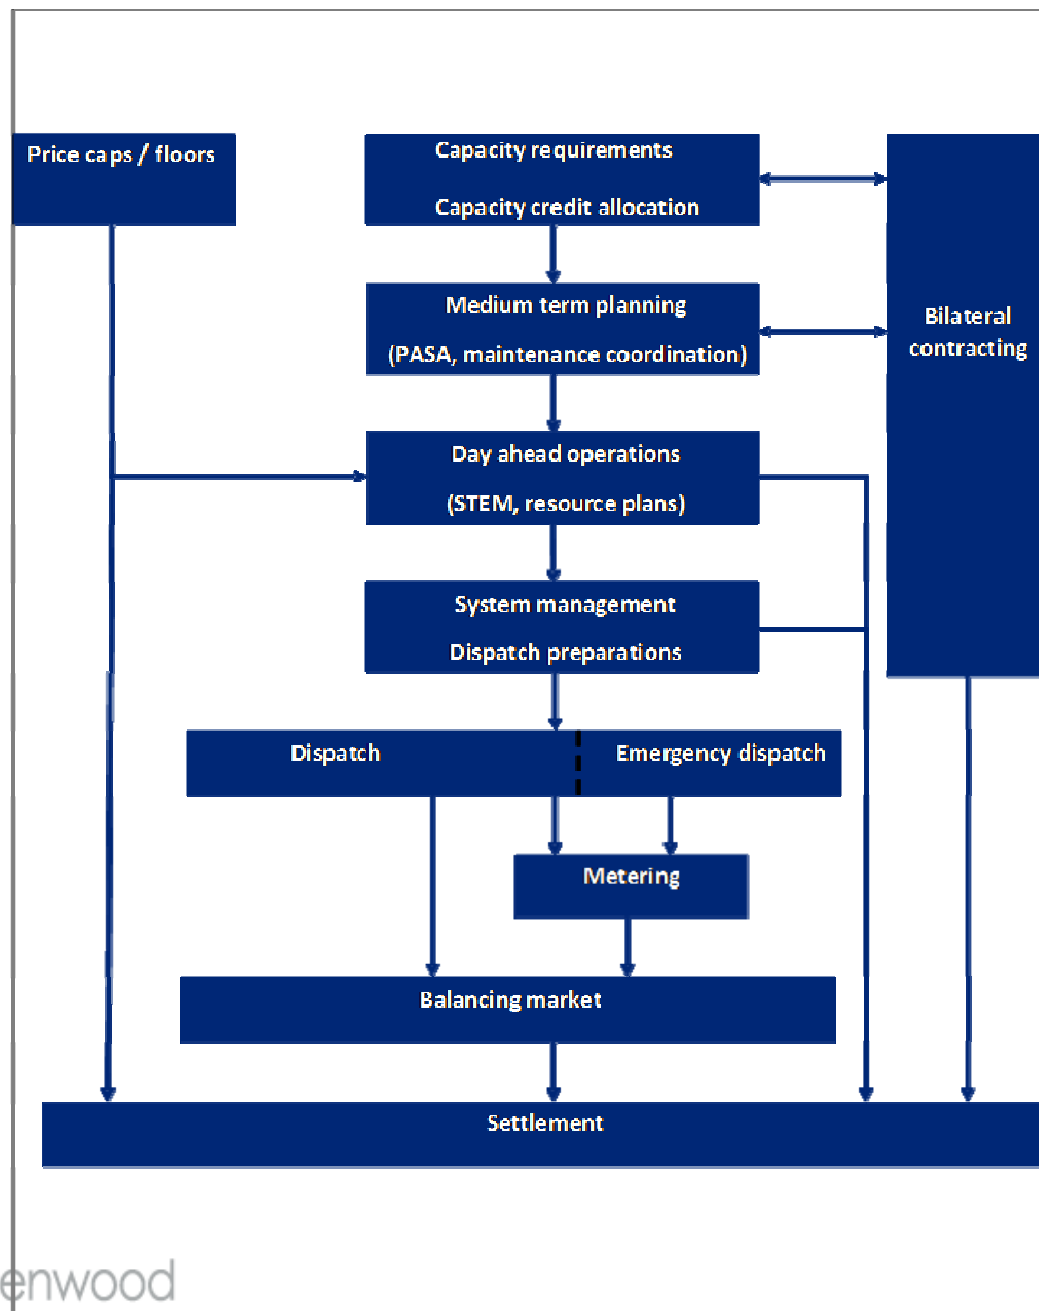 Price caps / floors
Capacity requirements
Capacity credit allocation
Medium term planning
(PASA, maintenance coordination)
Bilateral
contracting
Day ahead operations
(STEM, resource plans)
System management
Dispatch preparations
Dispatch
Emergency dispatch
Metering
Balancing market
Settlement
enwood